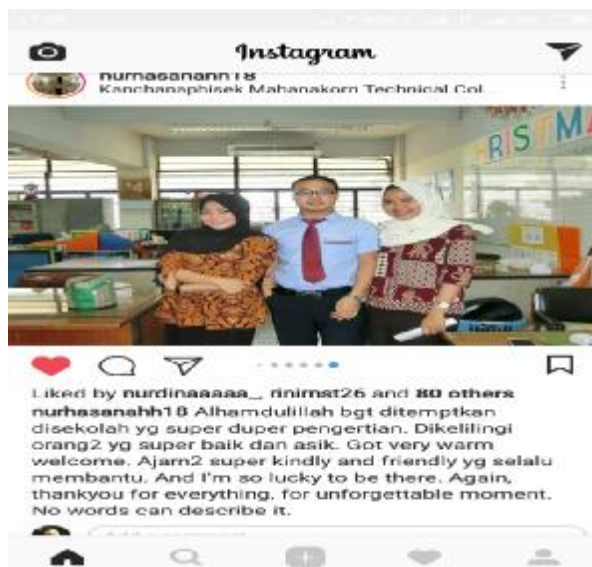 Instagram
nurhasanahh18
Kanchanaphisek Mahanakorn Technical Col...
RISTMA
Liked by nurdinaaaaa_, rinirnst26 and 80 others
nurhasanahh18 Alhamdulillah bgt ditemptkan
disekolah yg super duper pengertian. Dikelilingi
orang2 yg super baik dan asik. Got very warm
welcome. Ajarn2 super kindly and friendly yg selalu
membantu. And I'm so lucky to be there. Again,
thankyou for everything, for unforgettable moment.
No words can describe it.